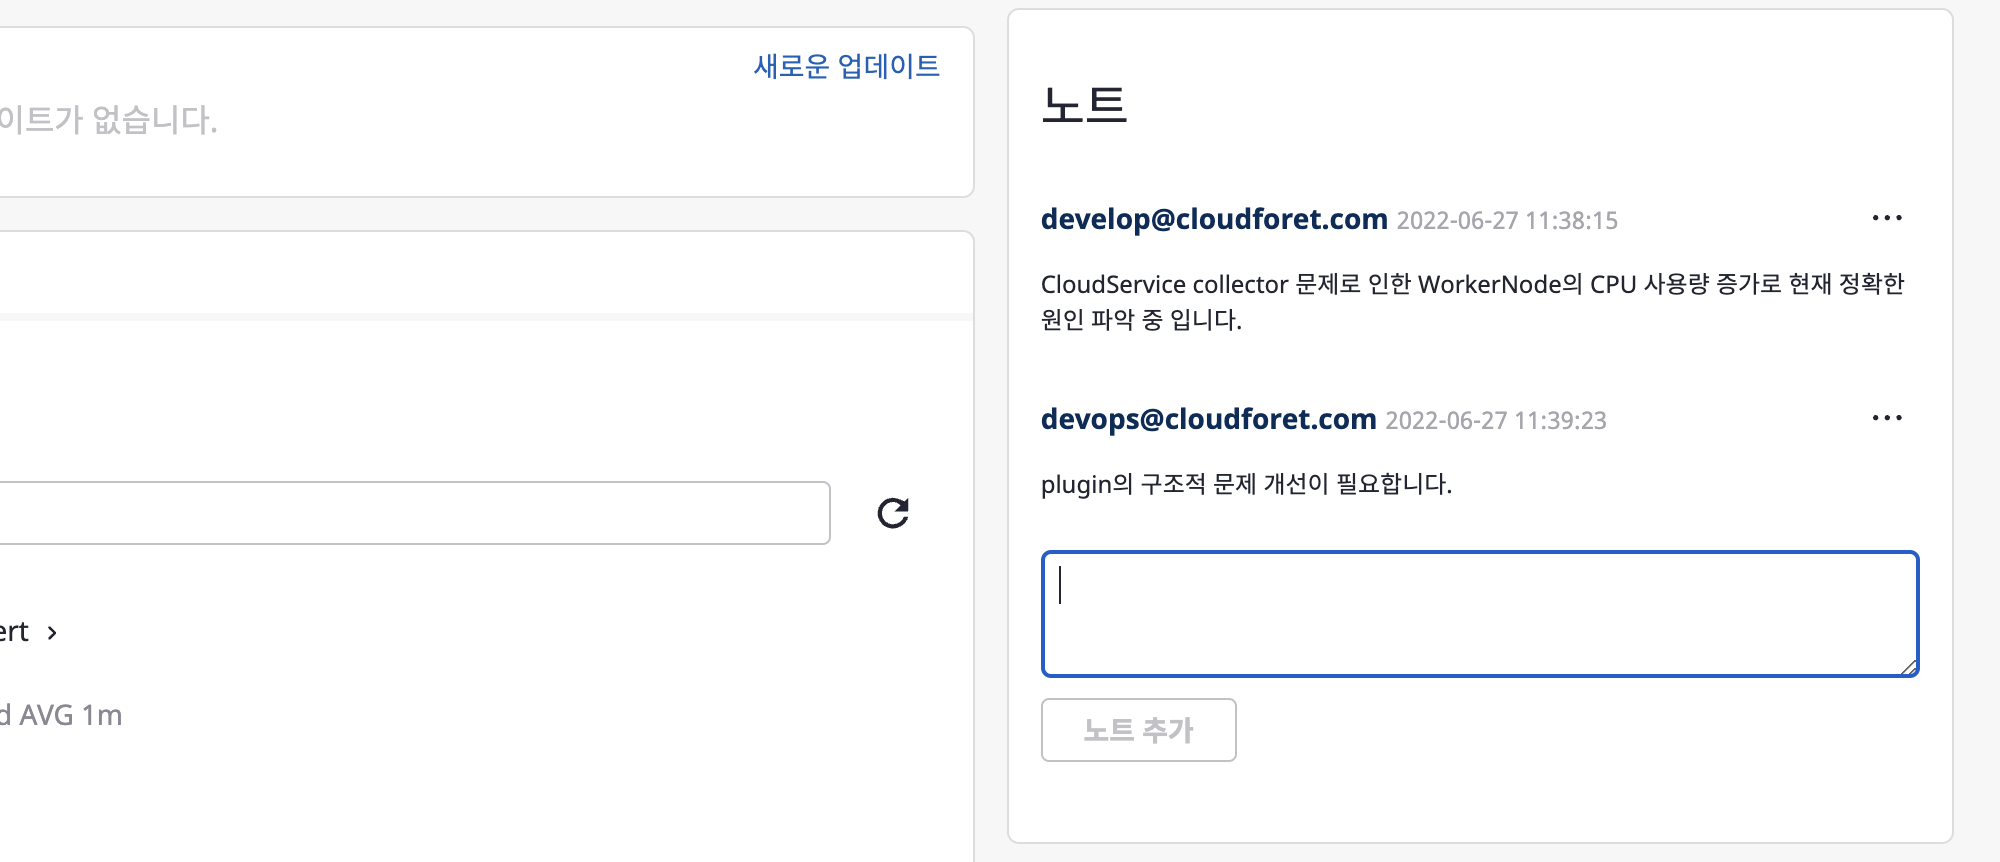 새로운 업데이트
이트가 없습니다.
ert
d AVG 1m
노트
develop@cloudforet.com 2022-06-27 11:38:15
CloudService collector 문제로 인한 WorkerNode의 CPU 사용량 증가로 현재 정확한
원인 파악 중 입니다.
devops@cloudforet.com 2022-06-27 11:39:23
plugin의 구조적 문제 개선이 필요합니다.
노트 추가